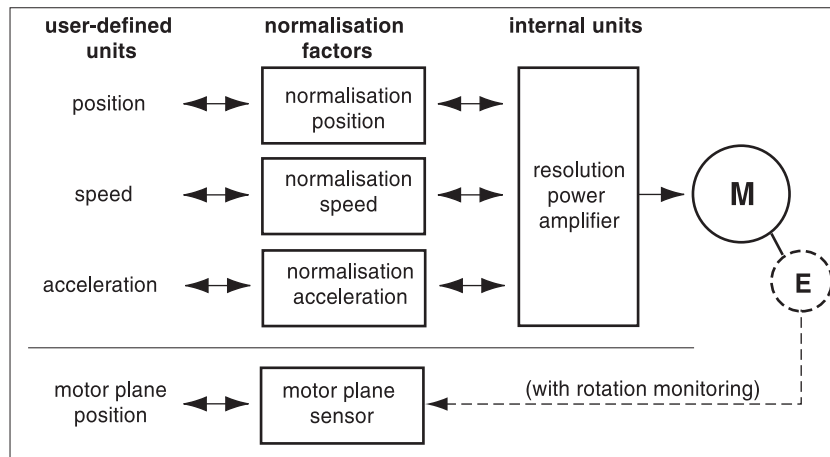 user-defined
units
normalisation
factors
internal units
position
normalisation
position
speed
normalisation
speed
resolution
power
amplifier
M
acceleration
normalisation
acceleration
E
motor plane
position
motor plane
sensor
(with rotation monitoring)